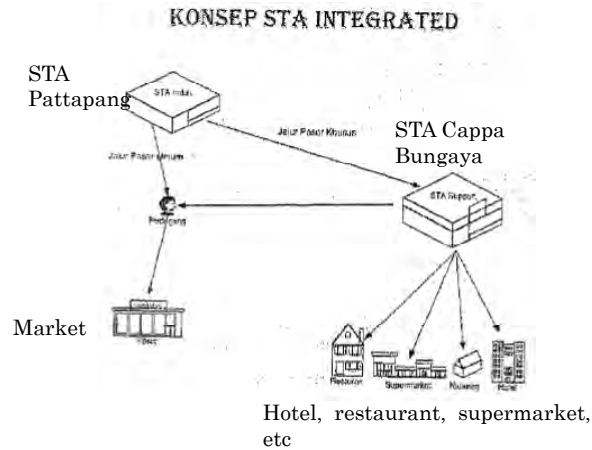 KONSEP STA INTEGRATED
STA
Pattapang
STA Induk
Jalur Pasar Khusus
STA Cappa
Bungaya
Jalur Pasar Umum
STA Support
Pedagang
Market
Restauran
Supermarket
Hotel
Hotel, restaurant, supermarket,
etc